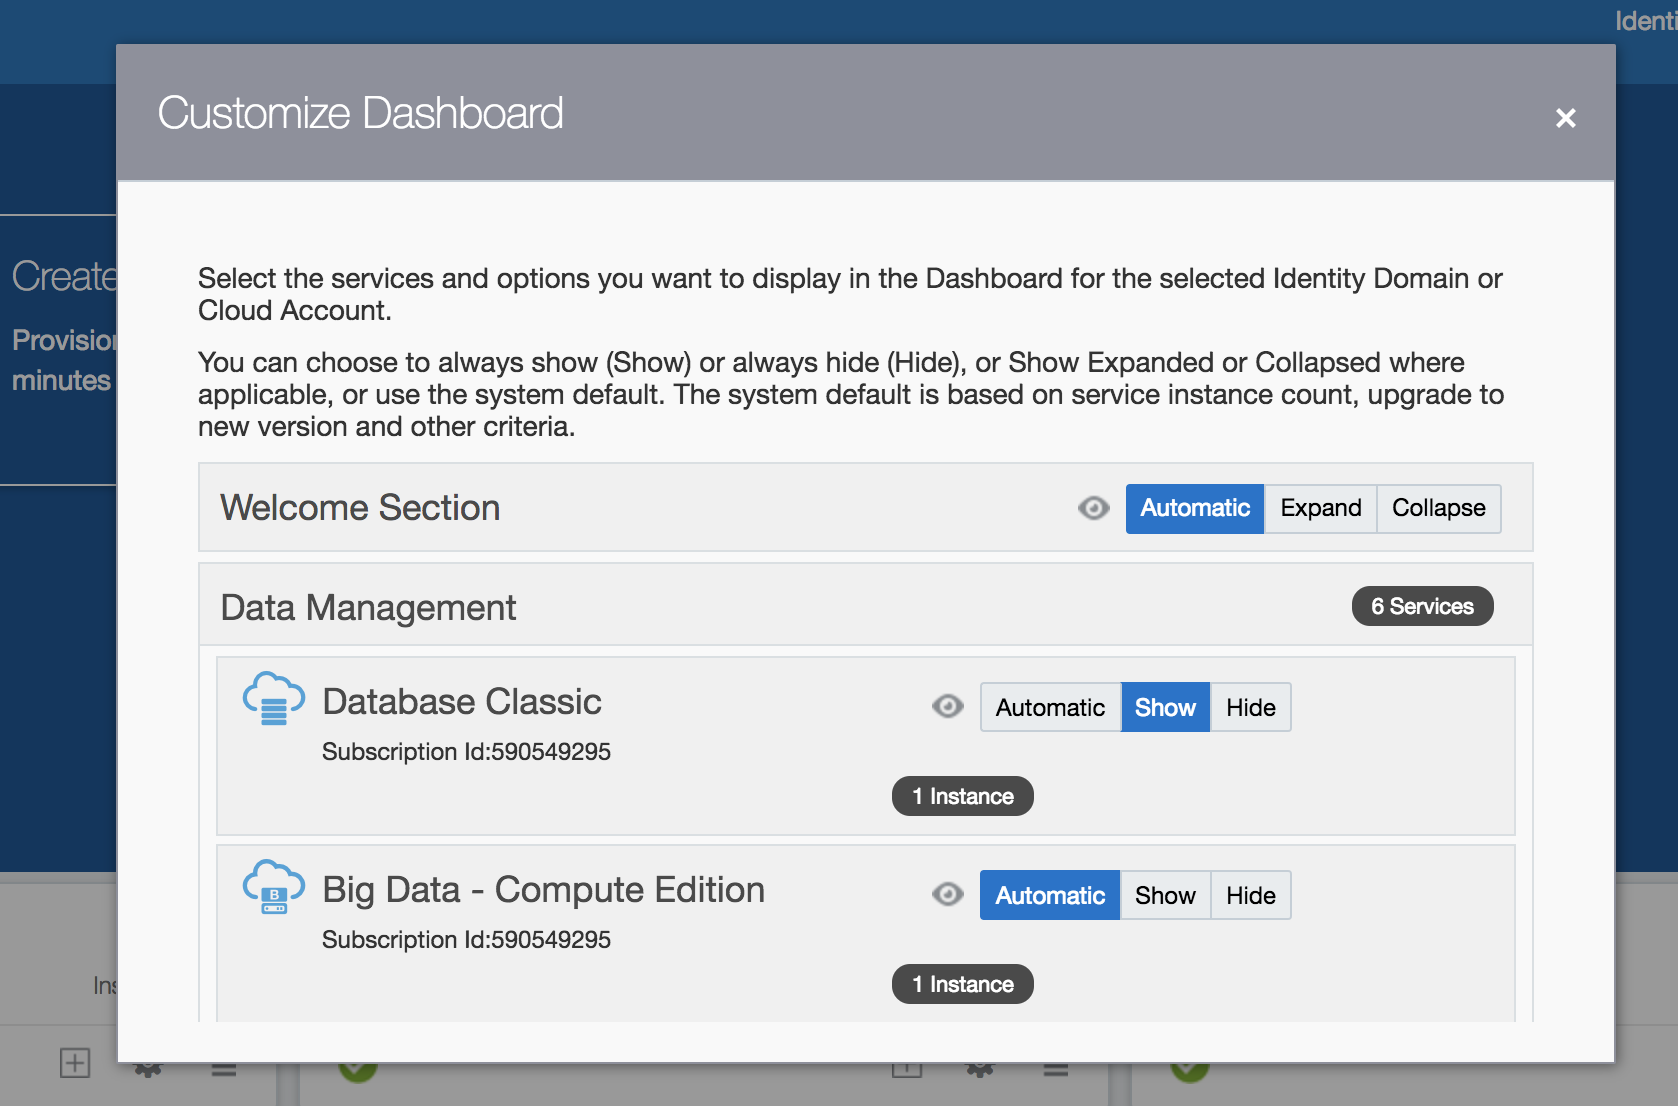 Identi
Customize Dashboard
Create
Provision
minutes
Select the services and options you want to display in the Dashboard for the selected Identity Domain or
Cloud Account.
You can choose to always show (Show) or always hide (Hide), or Show Expanded or Collapsed where
applicable, or use the system default. The system default is based on service instance count, upgrade to
new version and other criteria.
Welcome Section Automatic Expand Collapse
Data Management 6 Services
Database Classic Automatic Show Hide
Subscription Id:590549295
1 Instance
B
Big Data - Compute Edition Automatic Show Hide
Subscription Id:590549295
1 Instance
Ins